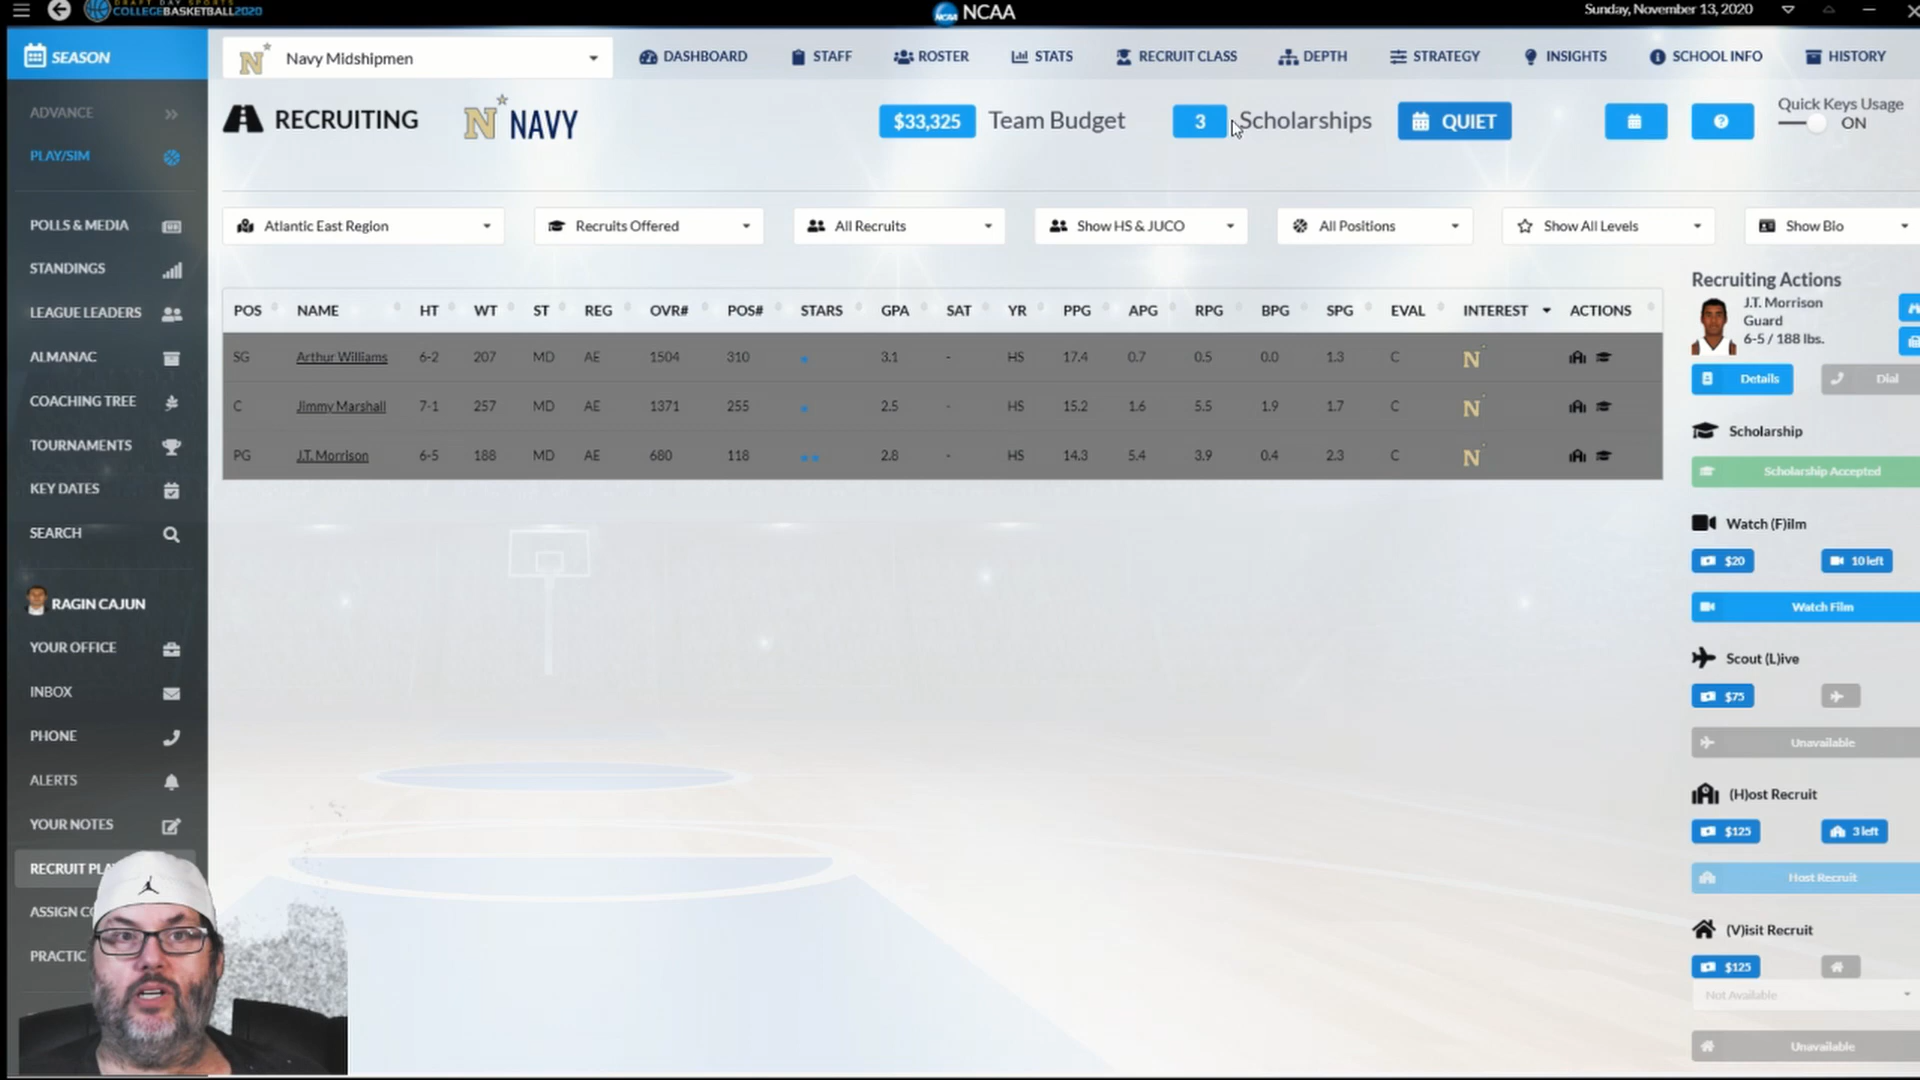 DRAFT DAY SPORTS
COLLEGEBASKETBALL2020
NCAA
Sunday, November 13, 2020
SEASON
Navy Midshipmen
DASHBOARD
STAFF
ROSTER
STATS
RECRUIT CLASS
DEPTH
STRATEGY
INSIGHTS
SCHOOL INFO
HISTORY
ADVANCE
PLAY/SIM
RECRUITING
NAVY
$33,325 Team Budget
3 Scholarships
QUIET
Quick Keys Usage
ON
POLLS & MEDIA
STANDINGS
LEAGUE LEADERS
ALMANAC
COACHING TREE
TOURNAMENTS
KEY DATES
SEARCH
RAGIN CAJUN
YOUR OFFICE
INBOX
PHONE
ALERTS
YOUR NOTES
RECRUIT PLA
ASSIGN CO
PRACTIC
Atlantic East Region
Recruits Offered
All Recruits
Show HS & JUCO
All Positions
Show All Levels
Show Bio
POS NAME HT WT ST REG OVR# POS# STARS GPA SAT YR PPG APG RPG BPG SPG EVAL INTEREST ACTIONS
SG Arthur Williams 6-2 207 MD AE 1504 310 3.1 - HS 17.4 0.7 0.5 0.0 1.3 C N
C Jimmy Marshall 7-1 257 MD AE 1371 255 2.5 - HS 15.2 1.6 5.5 1.9 1.7 C N
PG J.T. Morrison 6-5 188 MD AE 680 118 2.8 - HS 14.3 5.4 3.9 0.4 2.3 C N
Recruiting Actions
J.T. Morrison
Guard
6-5 / 188 lbs.
Details
Dial
Scholarship
Scholarship Accepted
Watch (F)ilm
$20
10 left
Watch Film
Scout (L)ive
$75
Unavailable
(H)ost Recruit
$125
3 left
Host Recruit
(V)isit Recruit
$125
Not Available
Unavailable